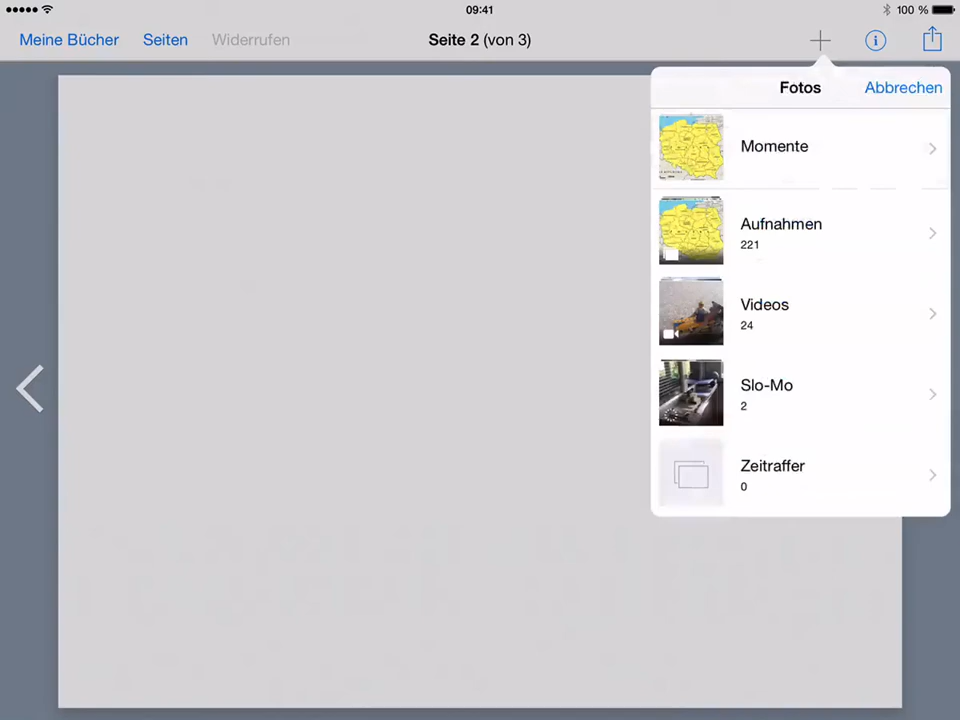 09:41
100 %
Meine Bücher
Seiten
Widerrufen
Seite 2 (von 3)
Fotos
Abbrechen
Momente
Aufnahmen
221
Videos
24
Slo-Mo
2
Zeitraffer
0